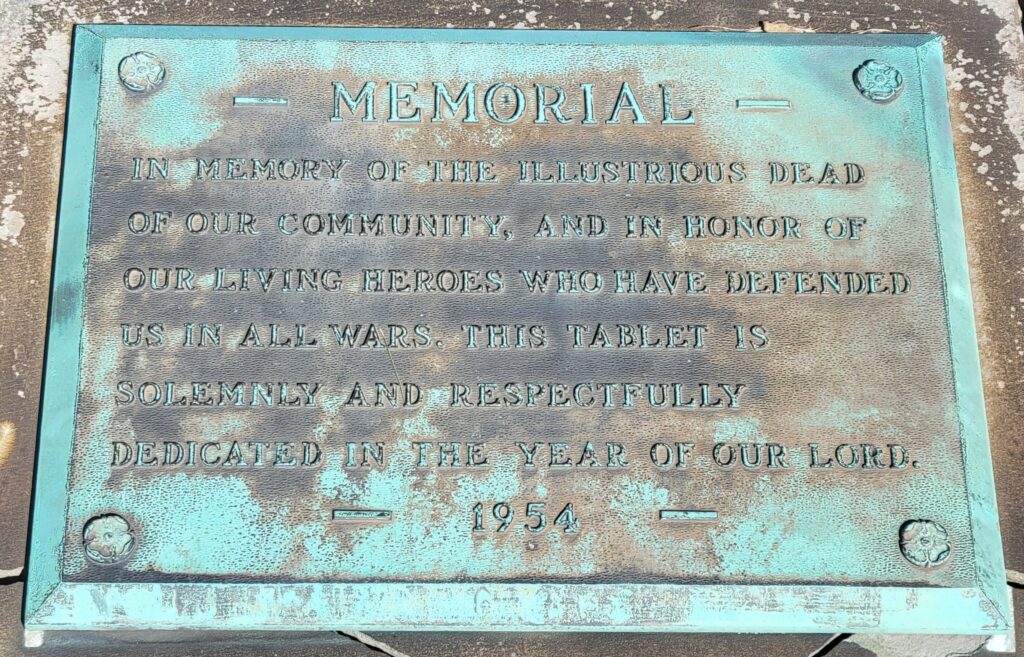 — MEMORIAL —
IN MEMORY OF THE ILLUSTRIOUS DEAD
OF OUR COMMUNITY, AND IN HONOR OF
OUR LIVING HEROES WHO HAVE DEFENDED
US IN ALL WARS. THIS TABLET IS
SOLEMNLY AND RESPECTFULLY
DEDICATED IN THE YEAR OF OUR LORD.
— 1954 —